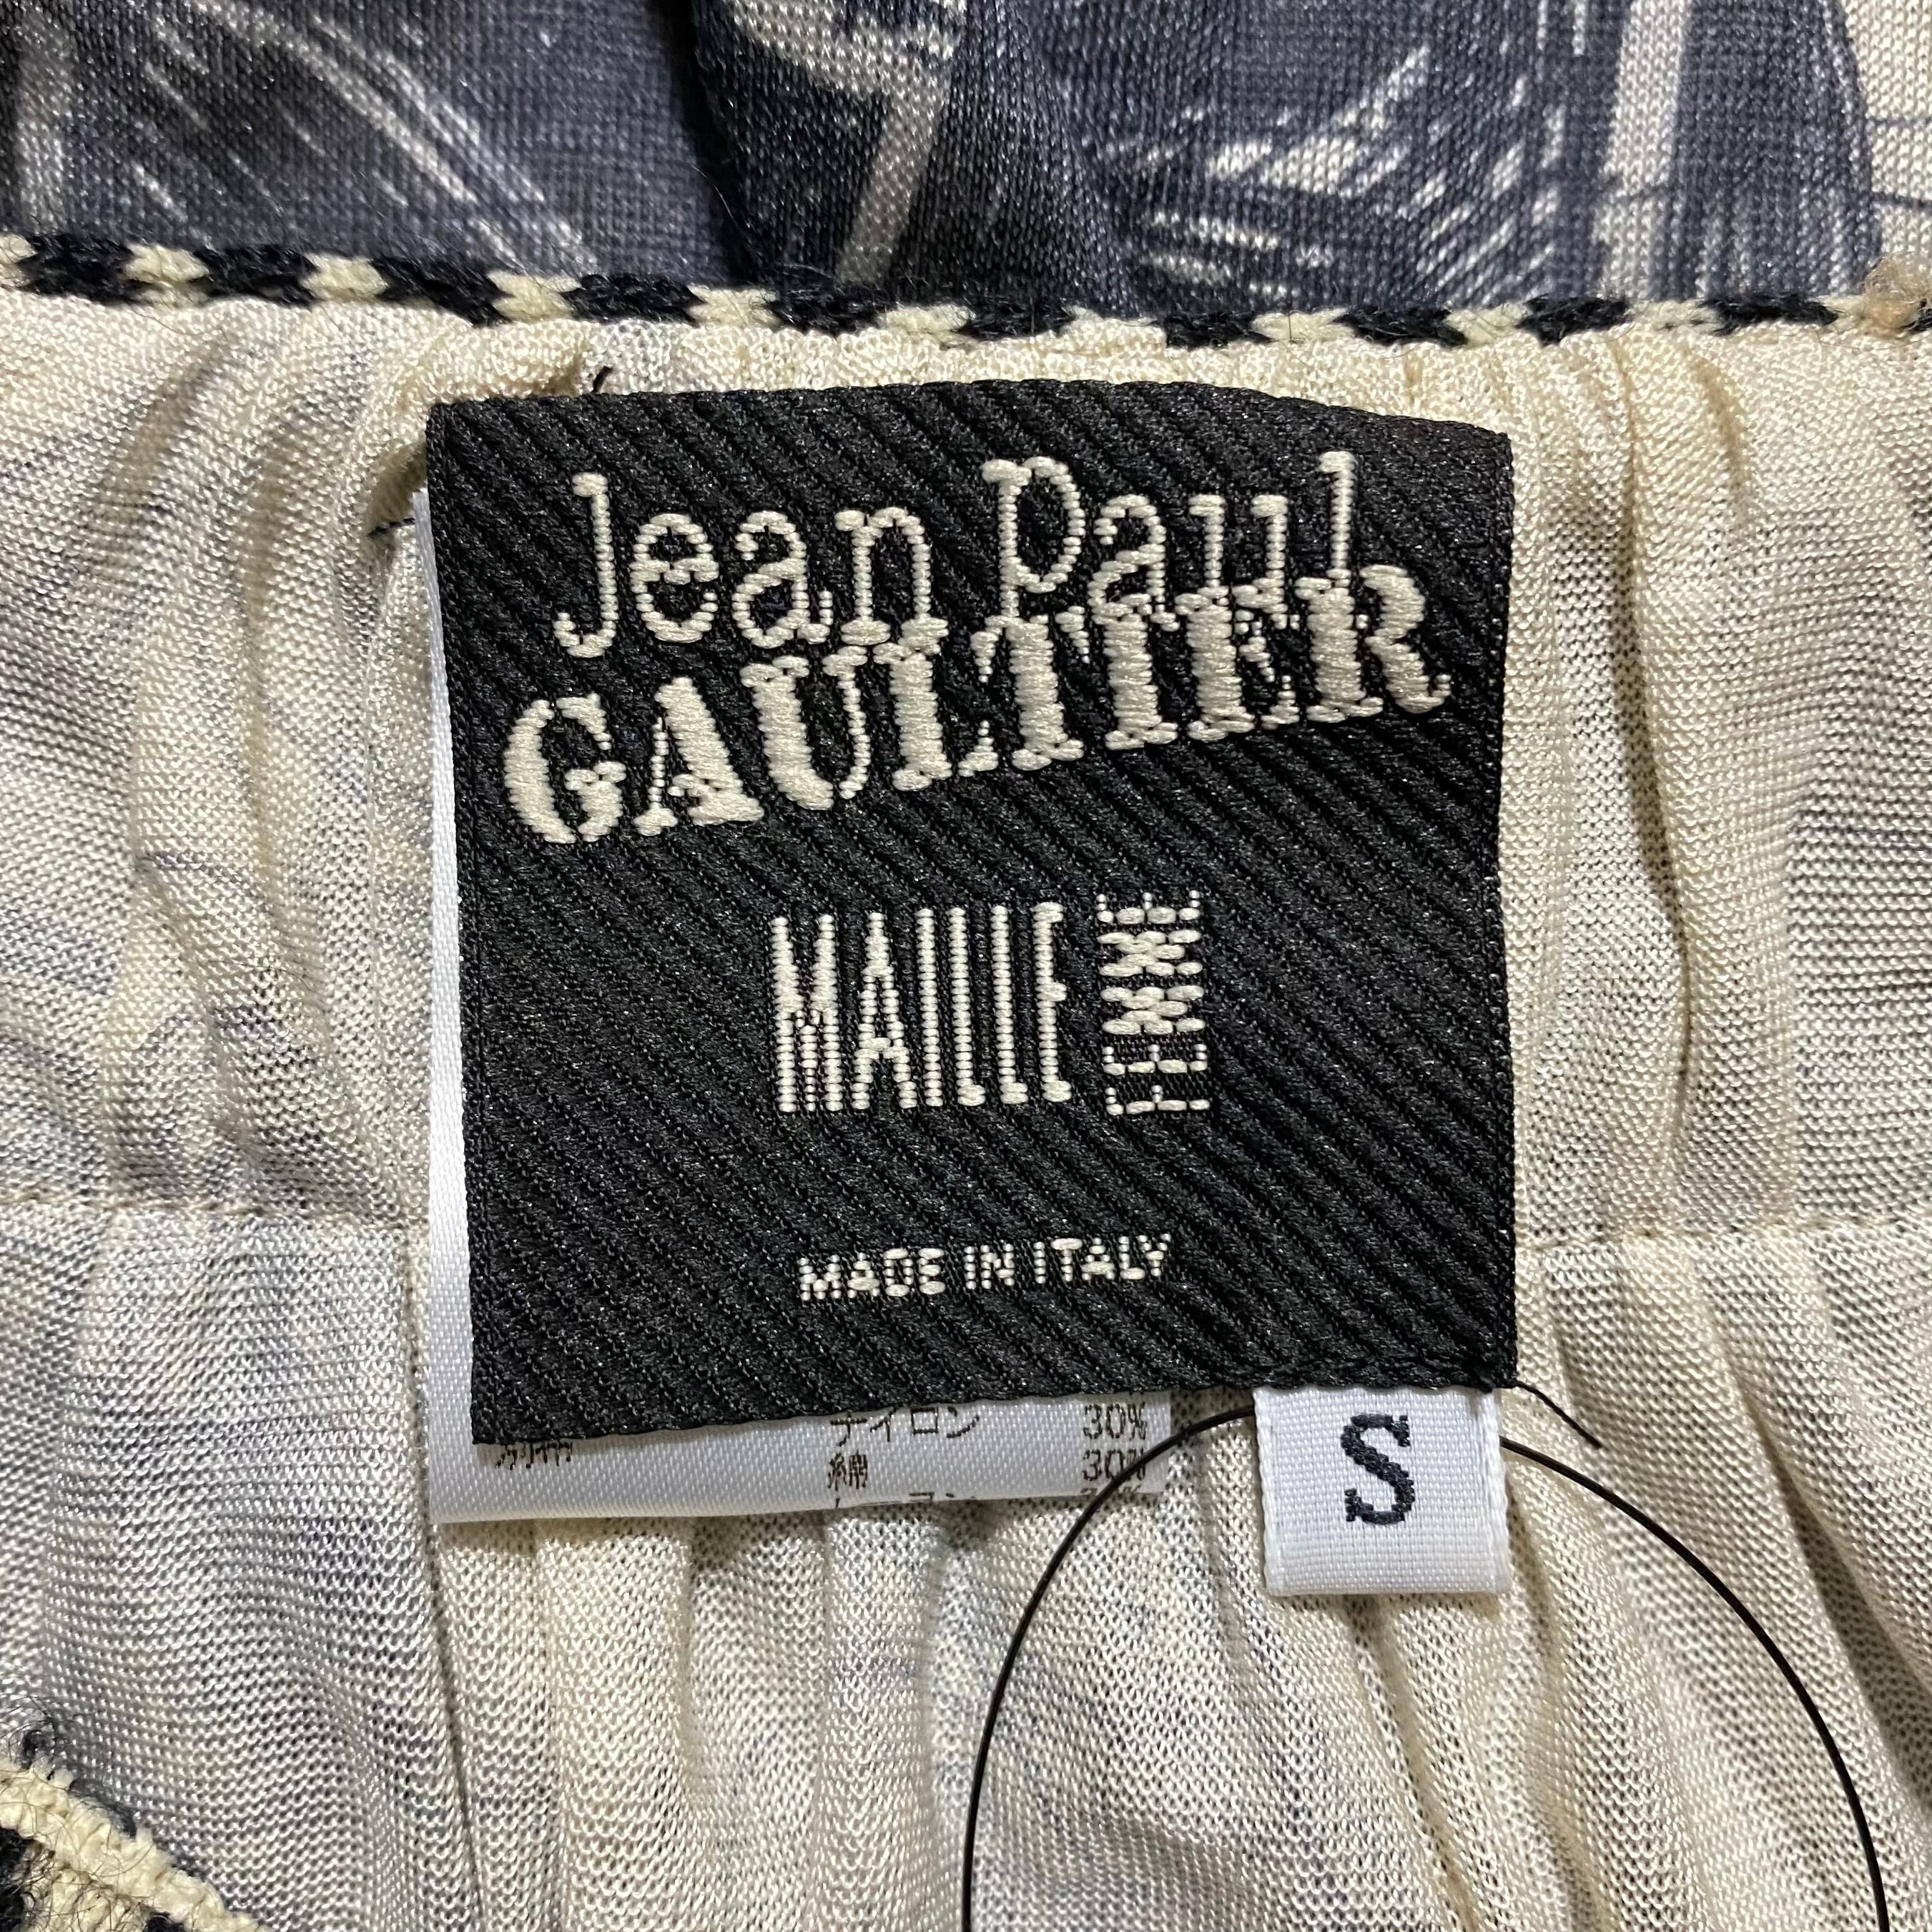 Jean Paul
GAULTIER
MAILLE FEMME
MADE IN ITALY
ナイロン 30%
綿 30%
S